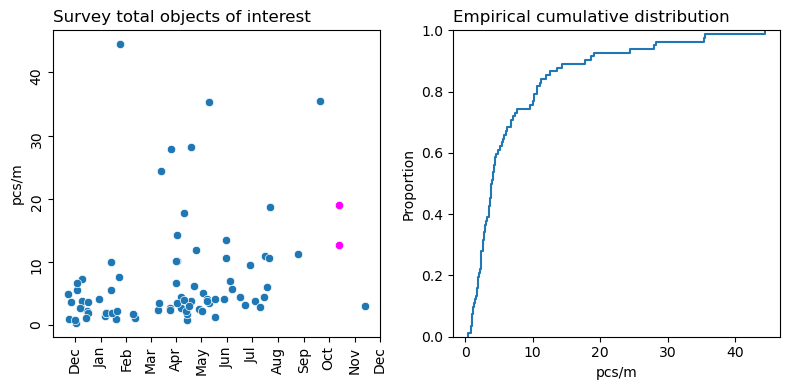 Survey total objects of interest
pcs/m
40
30
20
10
0
Dec
Jan
Feb
Mar
Apr
May
Jun
Jul
Aug
Sep
Oct
Nov
Dec
Empirical cumulative distribution
Proportion
1.0
0.8
0.6
0.4
0.2
0.0
0 10 20 30 40
pcs/m